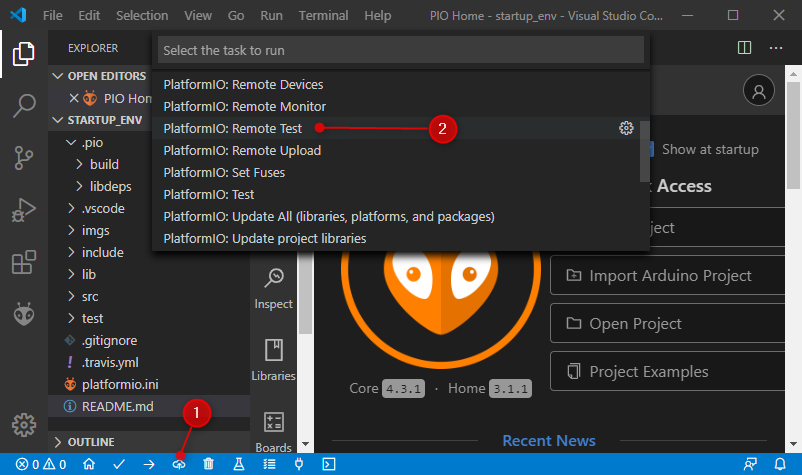 File Edit Selection View Go Run Terminal Help PIO Home - startup_env - Visual Studio Co...
EXPLORER
OPEN EDITORS
PIO Hom
STARTUP_ENV
.pio
build
libdeps
.vscode
imgs
include
lib
src
test
.gitignore
.travis.yml
platformio.ini
README.md
OUTLINE
Select the task to run
PlatformIO: Remote Devices
PlatformIO: Remote Monitor
PlatformIO: Remote Test
2
PlatformIO: Remote Upload
PlatformIO: Set Fuses
PlatformIO: Test
PlatformIO: Update All (libraries, platforms, and packages)
PlatformIO: Update project libraries
Inspect
Libraries
Boards
Show at startup
Access
ject
Import Arduino Project
Open Project
Project Examples
Core 4.3.1 · Home 3.1.1
Recent News
1
0 0